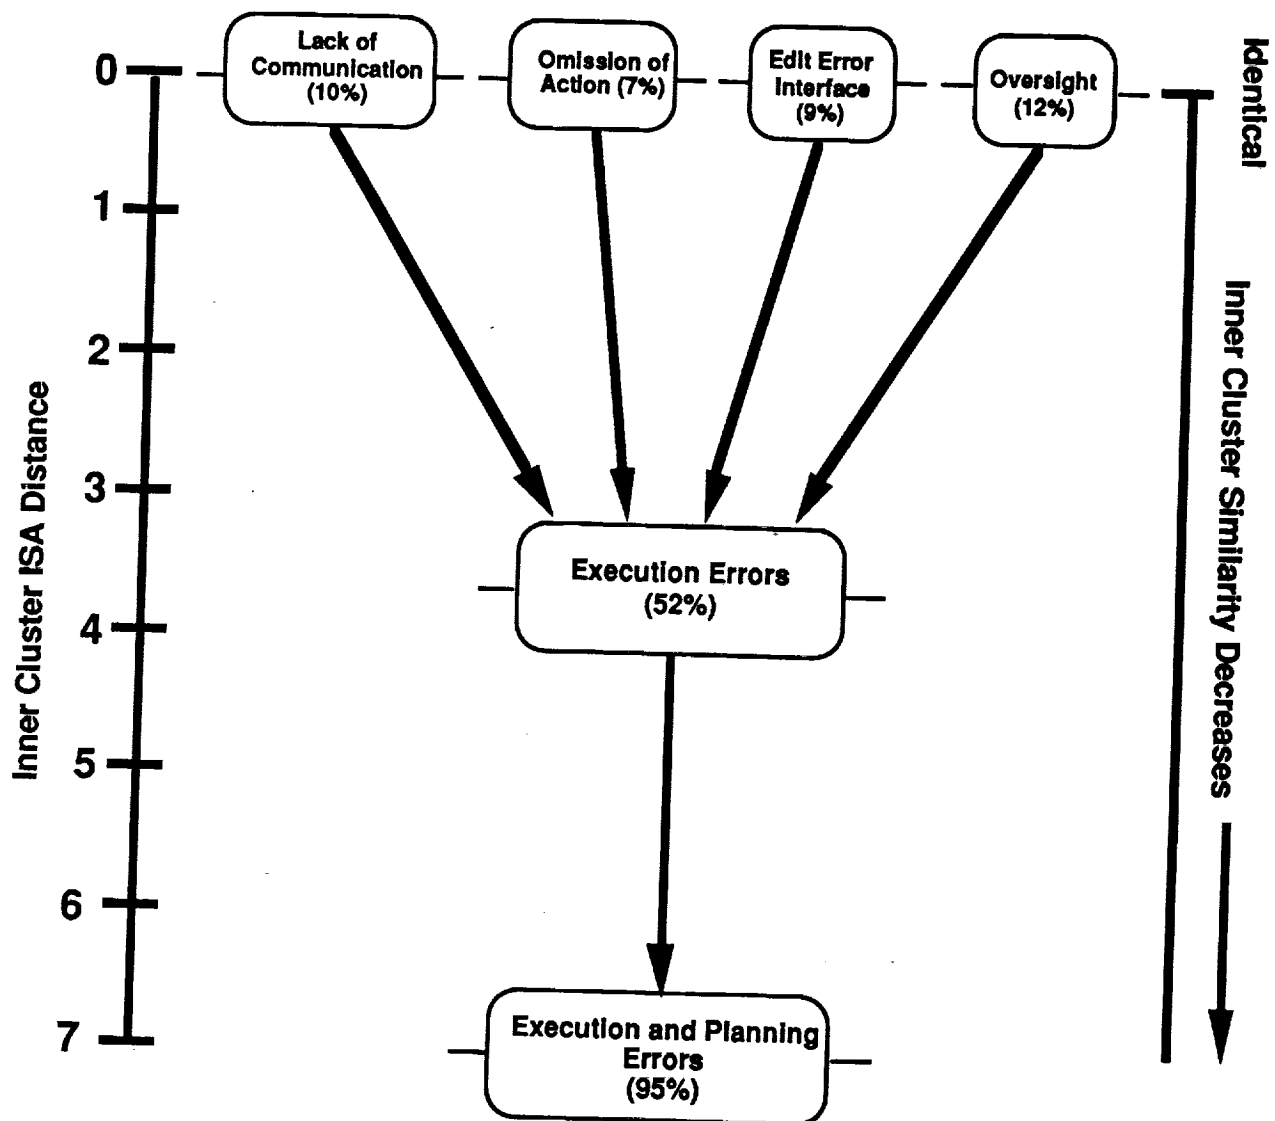 Lack of
Communication
(10%)
Omission of
Action (7%)
Edit Error
Interface
(9%)
Oversight
(12%)
Identical
0
1
2
3
4
5
6
7
Inner Cluster ISA Distance
Inner Cluster Similarity Decreases
Execution Errors
(52%)
Execution and Planning
Errors
(95%)